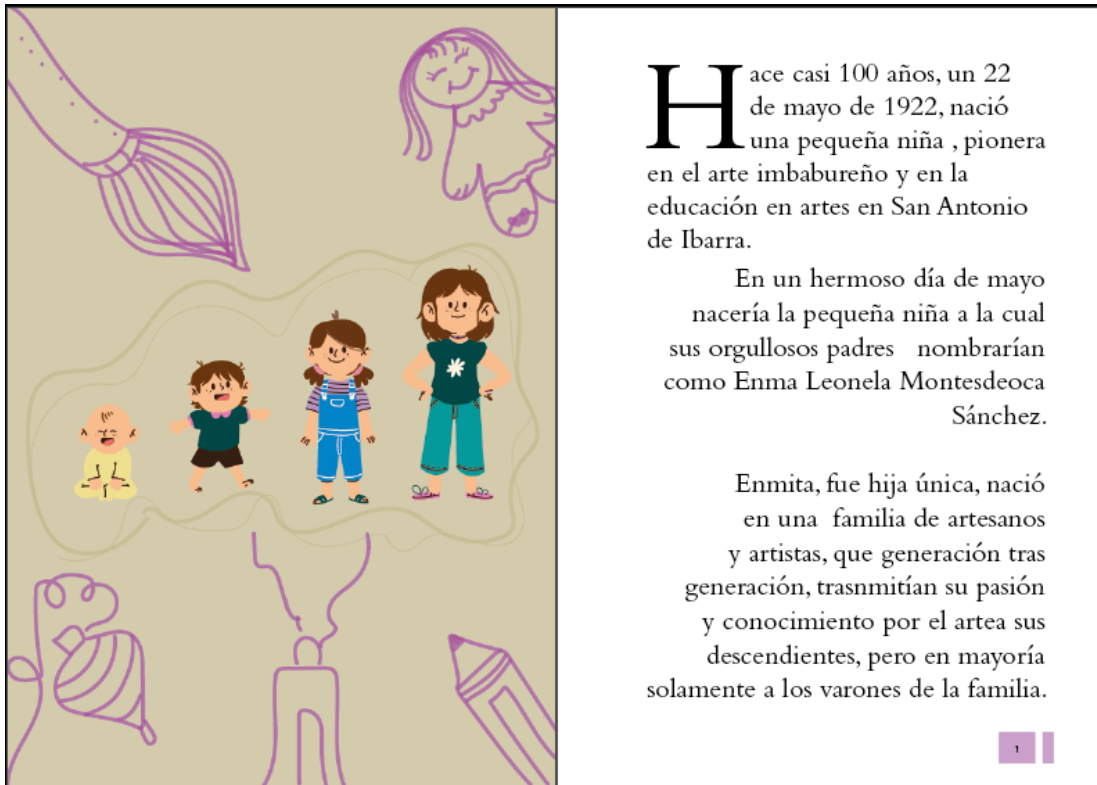 Hace casi 100 años, un 22
de mayo de 1922, nació
una pequeña niña , pionera
en el arte imbabureño y en la
educación en artes en San Antonio
de Ibarra.
En un hermoso día de mayo
nacería la pequeña niña a la cual
sus orgullosos padres nombrarían
como Enma Leonela Montesdeoca
Sánchez.
Enmita, fue hija única, nació
en una familia de artesanos
y artistas, que generación tras
generación, trasnmitían su pasión
y conocimiento por el artea sus
descendientes, pero en mayoría
solamente a los varones de la familia.
1